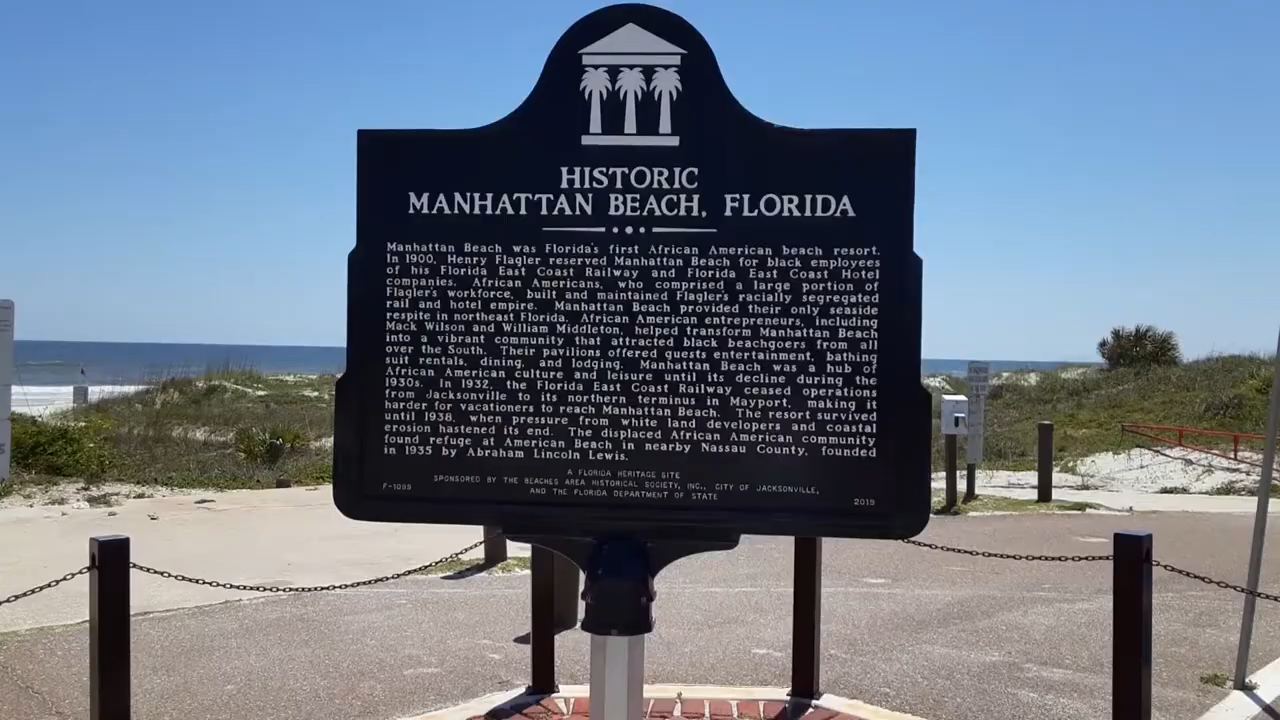 HISTORIC
MANHATTAN BEACH, FLORIDA
Manhattan Beach was Florida's first African American beach resort.
In 1900, Henry Flagler reserved Manhattan Beach for black employees
of his Florida East Coast Railway and Florida East Coast Hotel
companies. African Americans, who comprised a large portion of
Flagler's workforce, built and maintained Flagler's racially segregated
rail and hotel empire. Manhattan Beach provided their only seaside
respite in northeast Florida. African American entrepreneurs, including
Mack Wilson and William Middleton, helped transform Manhattan Beach
into a vibrant community that attracted black beachgoers from all
over the South. Their pavilions offered guests entertainment, bathing
suit rentals, dining, and lodging. Manhattan Beach was a hub of
African American culture and leisure until its decline during the
1930s. In 1932, the Florida East Coast Railway ceased operations
from Jacksonville to its northern terminus in Mayport, making it
harder for vacationers to reach Manhattan Beach. The resort survived
until 1938, when pressure from white land developers and coastal
erosion hastened its end. The displaced African American community
found refuge at American Beach in nearby Nassau County, founded
in 1935 by Abraham Lincoln Lewis.
A FLORIDA HERITAGE SITE
SPONSORED BY THE BEACHES AREA HISTORICAL SOCIETY, INC., CITY OF JACKSONVILLE,
F-1099 AND THE FLORIDA DEPARTMENT OF STATE 2019